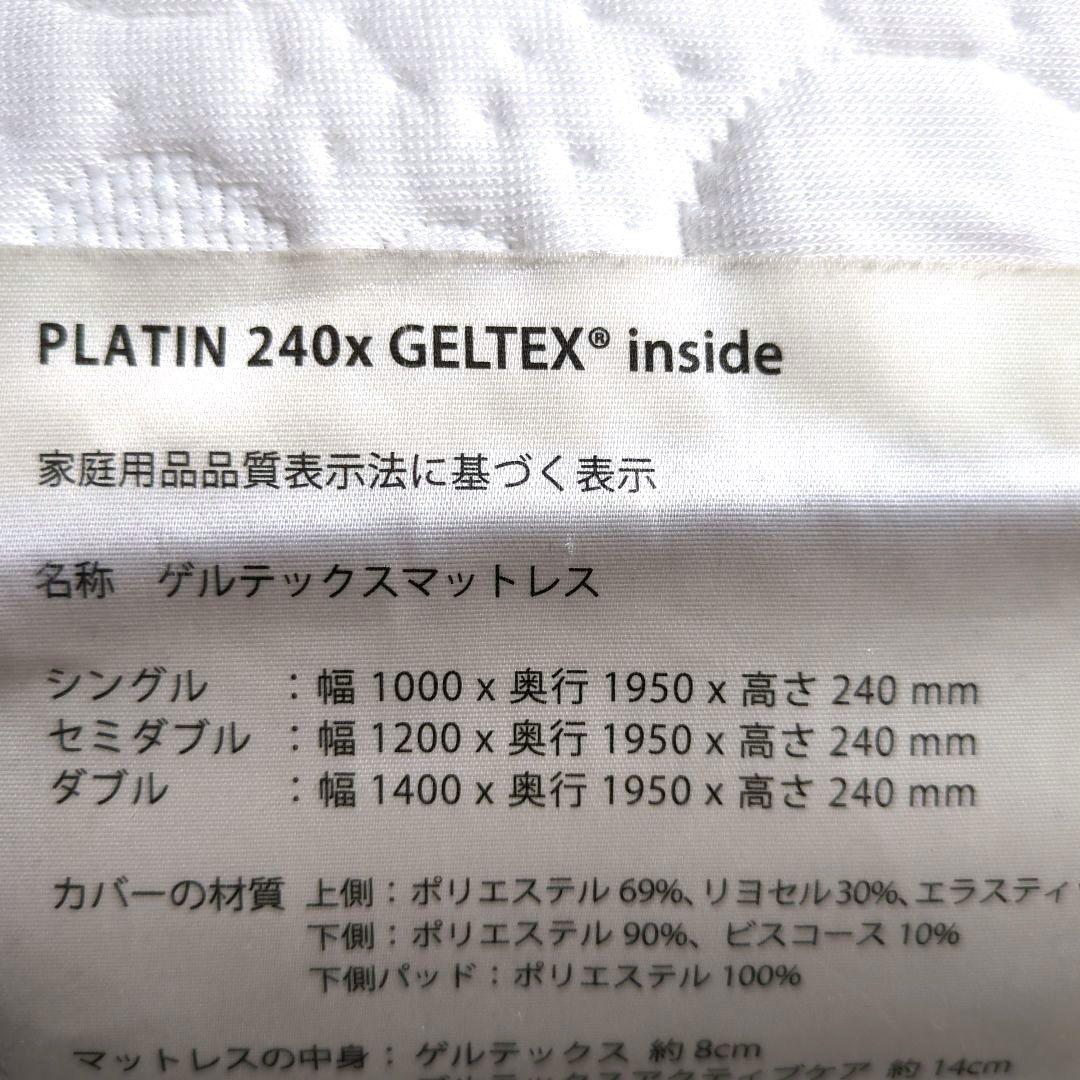 PLATIN 240x GELTEX® inside
家庭用品品質表示法に基づく表示
名称 ゲルテックスマットレス
シングル : 幅 1000 x 奥行 1950 x 高さ 240 mm
セミダブル : 幅 1200 x 奥行 1950 x 高さ 240 mm
ダブル : 幅 1400 x 奥行 1950 x 高さ 240 mm
カバーの材質 上側 : ポリエステル 69%、リヨセル 30%、エラスティ
下側 : ポリエステル 90%、ビスコース 10%
下側パッド : ポリエステル 100%
マットレスの中身 : ゲルテックス 約 8cm
約 14cm